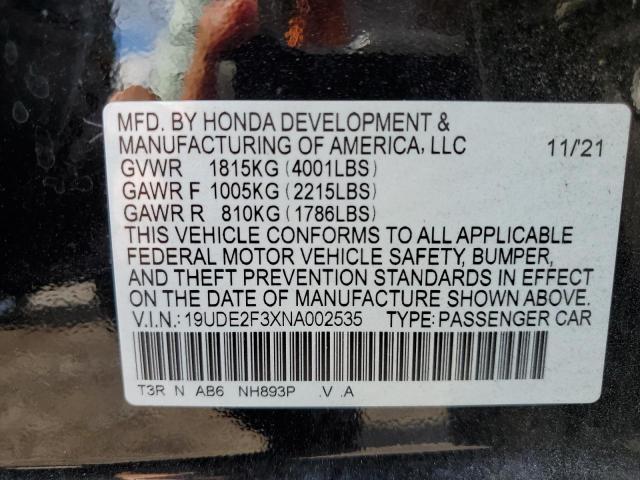 MFD. BY HONDA DEVELOPMENT &
MANUFACTURING OF AMERICA, LLC 11/'21
GVWR 1815KG (4001LBS)
GAWR F 1005KG (2215LBS)
GAWR R 810KG (1786LBS)
THIS VEHICLE CONFORMS TO ALL APPLICABLE
FEDERAL MOTOR VEHICLE SAFETY, BUMPER,
AND THEFT PREVENTION STANDARDS IN EFFECT
ON THE DATE OF MANUFACTURE SHOWN ABOVE.
V.I.N.: 19UDE2F3XNA002535 TYPE: PASSENGER CAR
T3R N AB6 NH893P .V .A